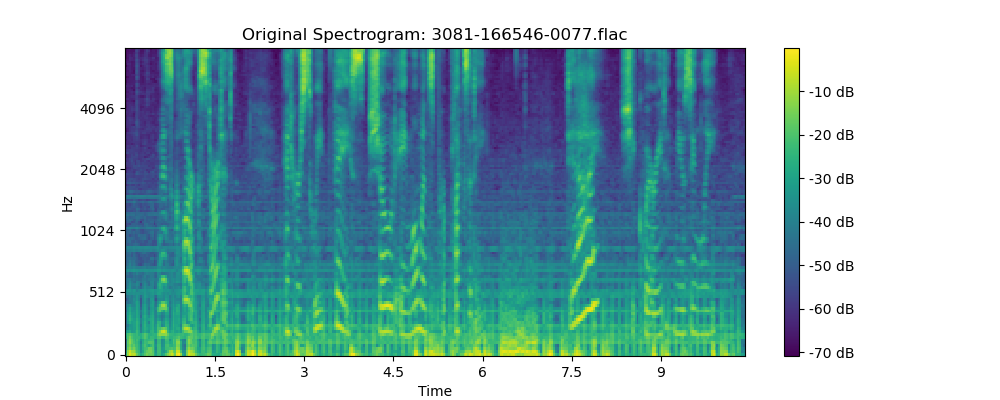 Original Spectrogram: 3081-166546-0077.flac
Hz
4096
2048
1024
512
0
0 1.5 3 4.5 6 7.5 9
Time
-10 dB
-20 dB
-30 dB
-40 dB
-50 dB
-60 dB
-70 dB